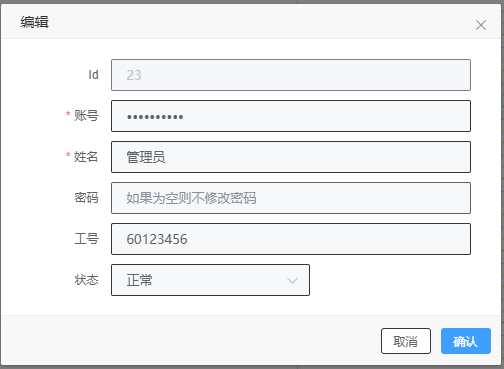 编辑
Id 23
* 账号 ••••••••••
* 姓名 管理员
密码 如果为空则不修改密码
工号 60123456
状态 正常
取消 确认